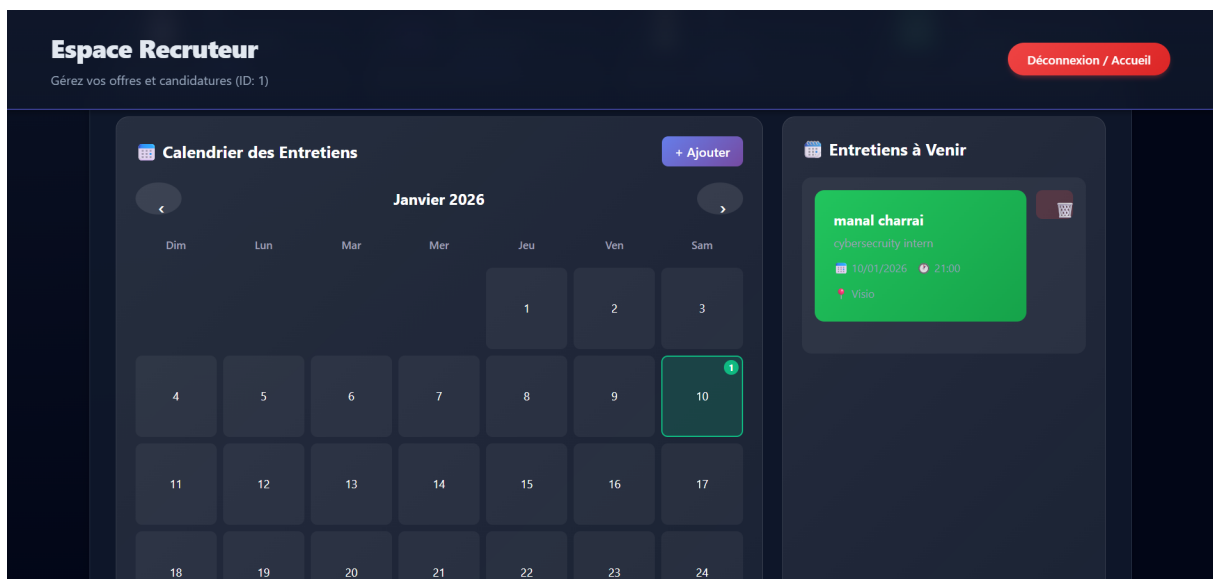 Espace Recruteur
Gérez vos offres et candidatures (ID: 1)
Déconnexion / Accueil
Calendrier des Entretiens
+ Ajouter
‹
Janvier 2026
›
Dim Lun Mar Mer Jeu Ven Sam
1 2 3
1
4 5 6 7 8 9 10
11 12 13 14 15 16 17
18 19 20 21 22 23 24
Entretiens à Venir
manal charrai
cybersecruity intern
10/01/2026 21:00
Visio